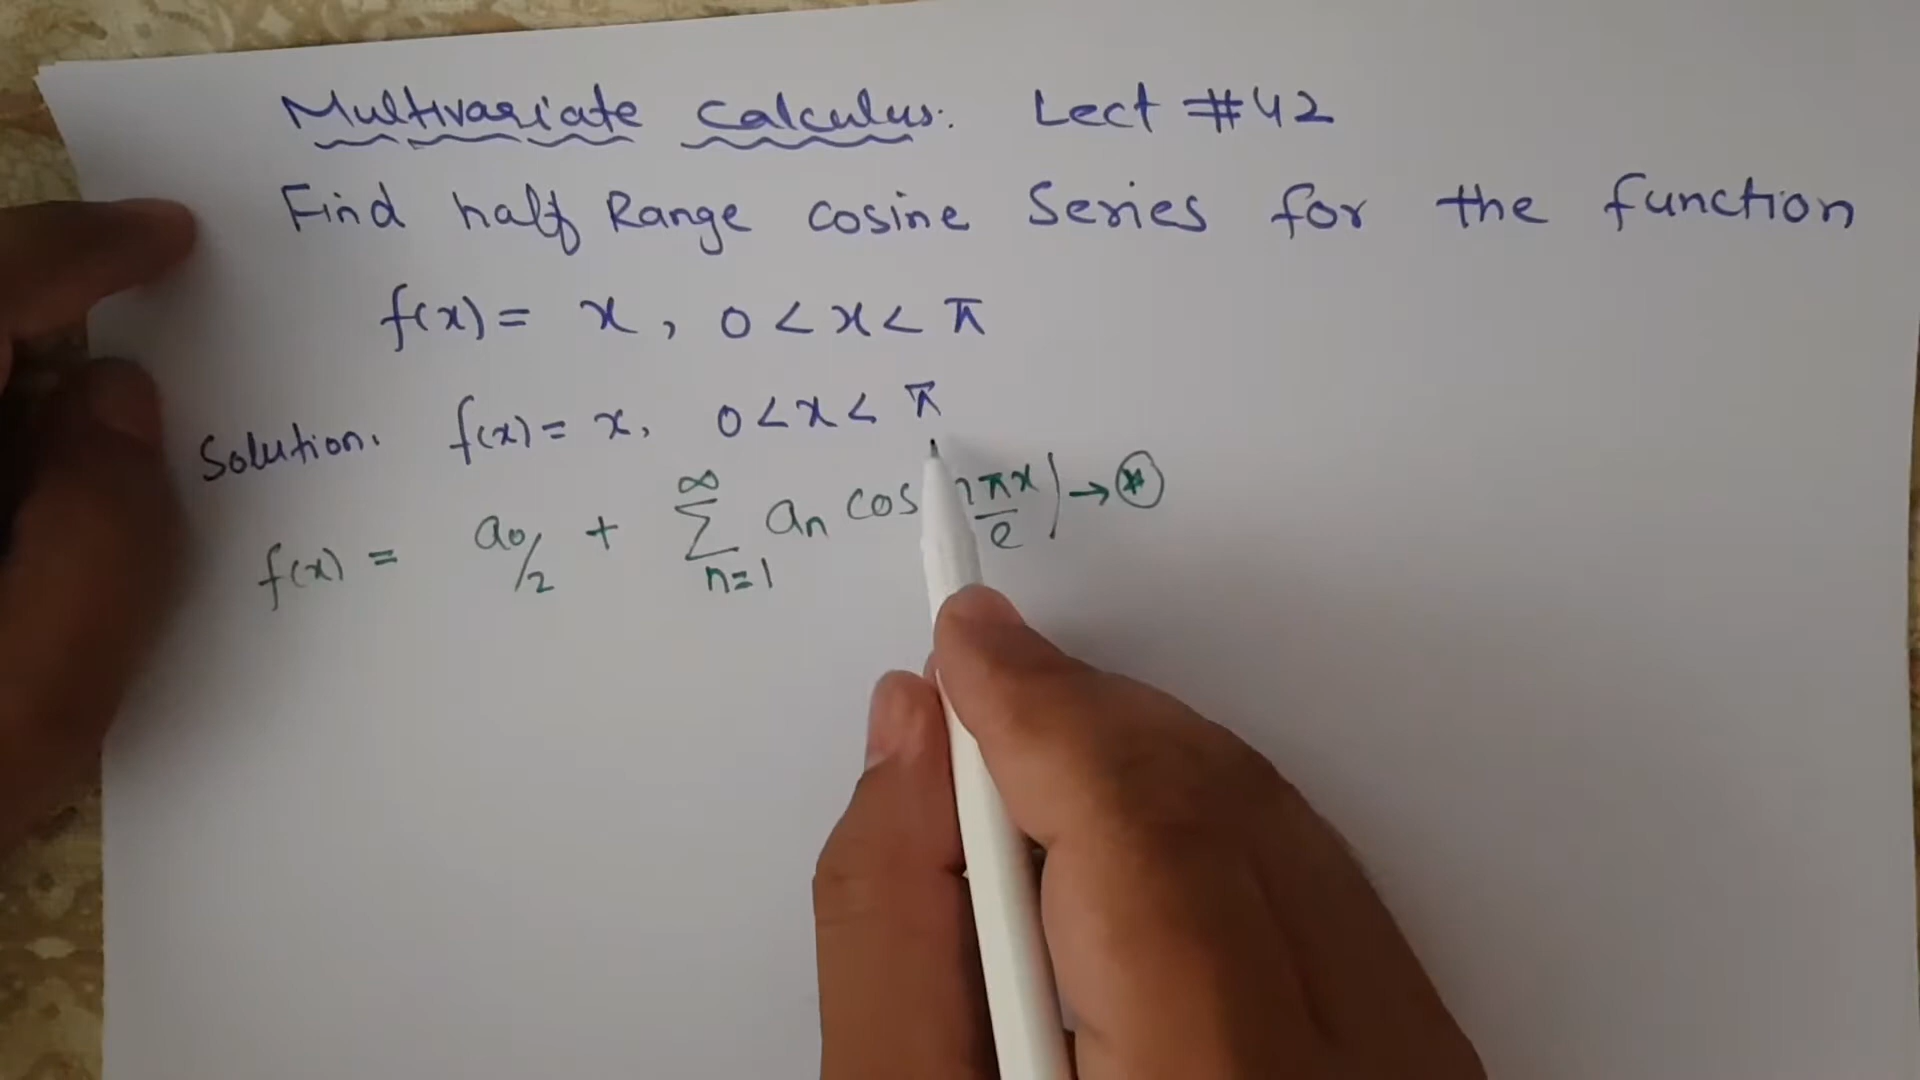 Multivariate Calculus: Lect #42
Find half Range cosine Series for the function
f(x) = x, 0 < x < π
Solution. f(x) = x, 0 < x < π
f(x) = a0/2 + ∑_{n=1}^{∞} an cos nπx/l) → (*)